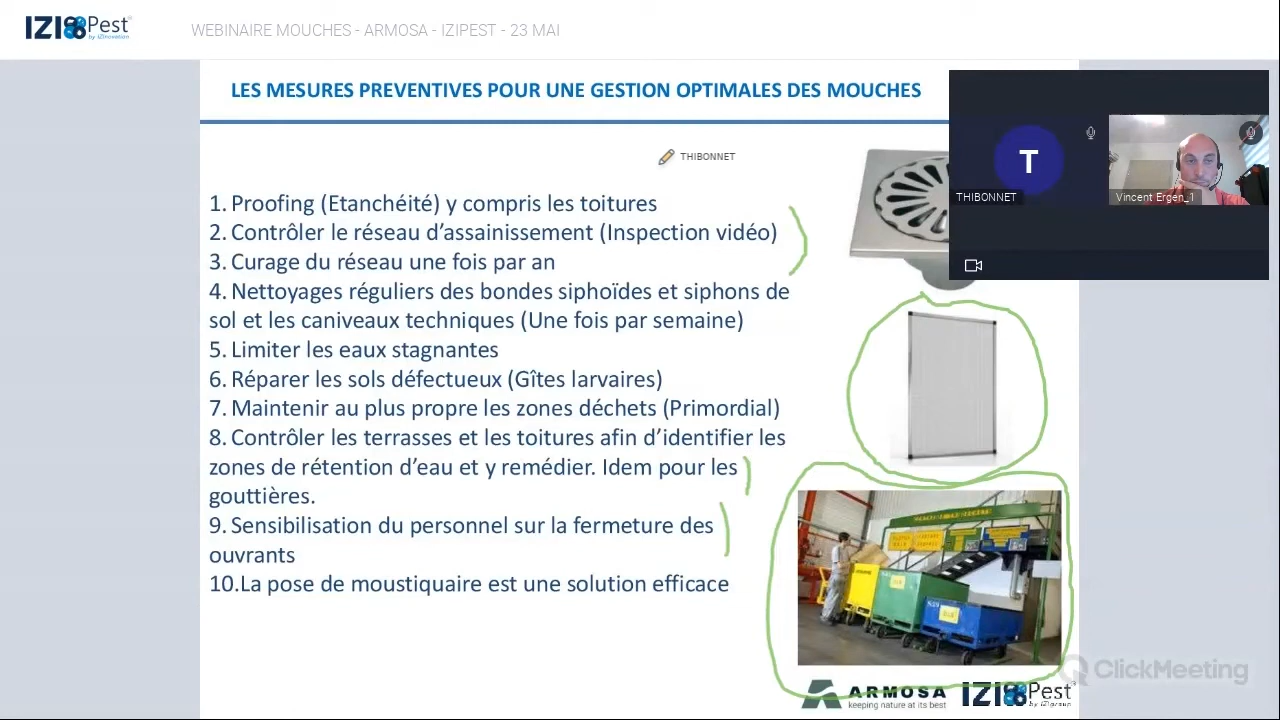 IZI Pest
by IZInovation
WEBINAIRE MOUCHES - ARMOSA - IZIPEST - 23 MAI
LES MESURES PREVENTIVES POUR UNE GESTION OPTIMALES DES MOUCHES
THIBONNET
T
THIBONNET
Vincent Ergen_1
1. Proofing (Etanchéité) y compris les toitures
2. Contrôler le réseau d’assainissement (Inspection vidéo)
3. Curage du réseau une fois par an
4. Nettoyages réguliers des bondes siphoïdes et siphons de
sol et les caniveaux techniques (Une fois par semaine)
5. Limiter les eaux stagnantes
6. Réparer les sols défectueux (Gîtes larvaires)
7. Maintenir au plus propre les zones déchets (Primordial)
8. Contrôler les terrasses et les toitures afin d’identifier les
zones de rétention d’eau et y remédier. Idem pour les
gouttières.
9. Sensibilisation du personnel sur la fermeture des
ouvrants
10.La pose de moustiquaire est une solution efficace
ClickMeeting
ARMOSA
keeping nature at its best
IZI Pest
by IZIgroup